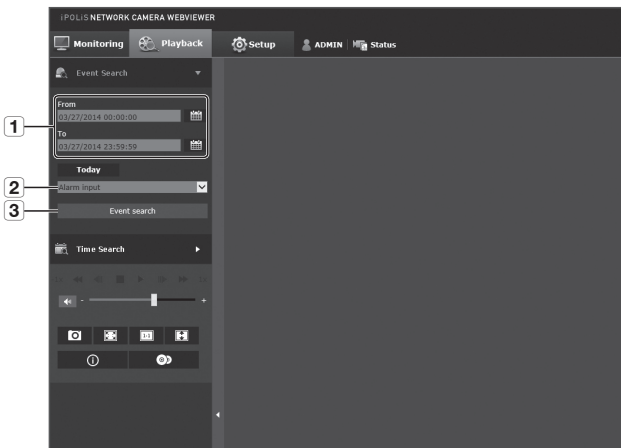 iPOLiS NETWORK CAMERA WEBVIEWER
Monitoring
Playback
Setup
ADMIN
Status
Event Search
1
From
03/27/2014 00:00:00
To
03/27/2014 23:59:59
Today
2
Alarm input
3
Event search
Time Search
- +
1:1